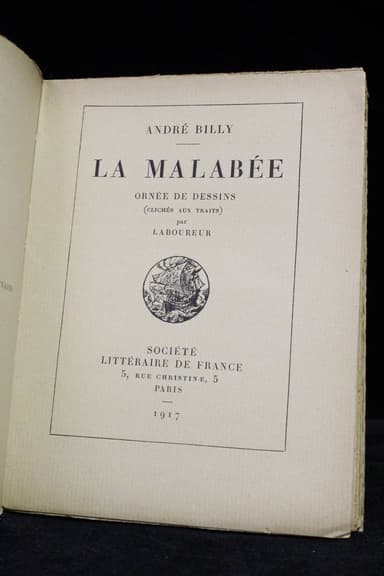 ANDRÉ BILLY
LA MALABÉE
ORNÉE DE DESSINS
(CLICHÉS AUX TRAITS)
par
LABOUREUR
SOCIÉTÉ
LITTÉRAIRE DE FRANCE
5, RUE CHRISTINE, 5
PARIS
1917